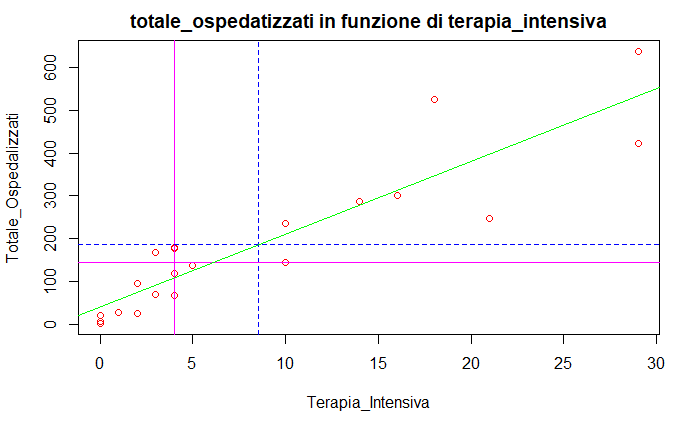 totale_ospedatizzati in funzione di terapia_intensiva
Totale_Ospedalizzati
600
500
400
300
200
100
0
0 5 10 15 20 25 30
Terapia_Intensiva